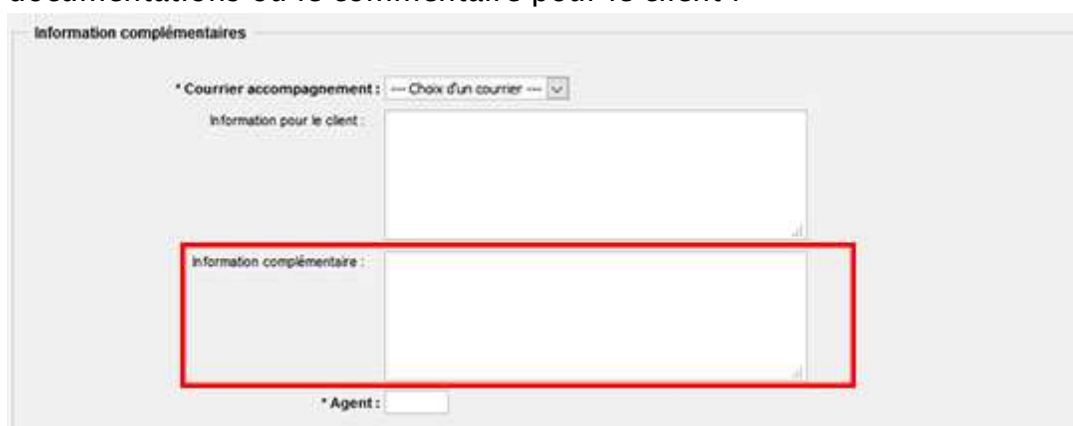 documentations ou le commentaire pour le client :
Information complémentaires
* Courrier accompagnement : --- Choix d'un courrier ---
Information pour le client :
Information complémentaire :
* Agent :